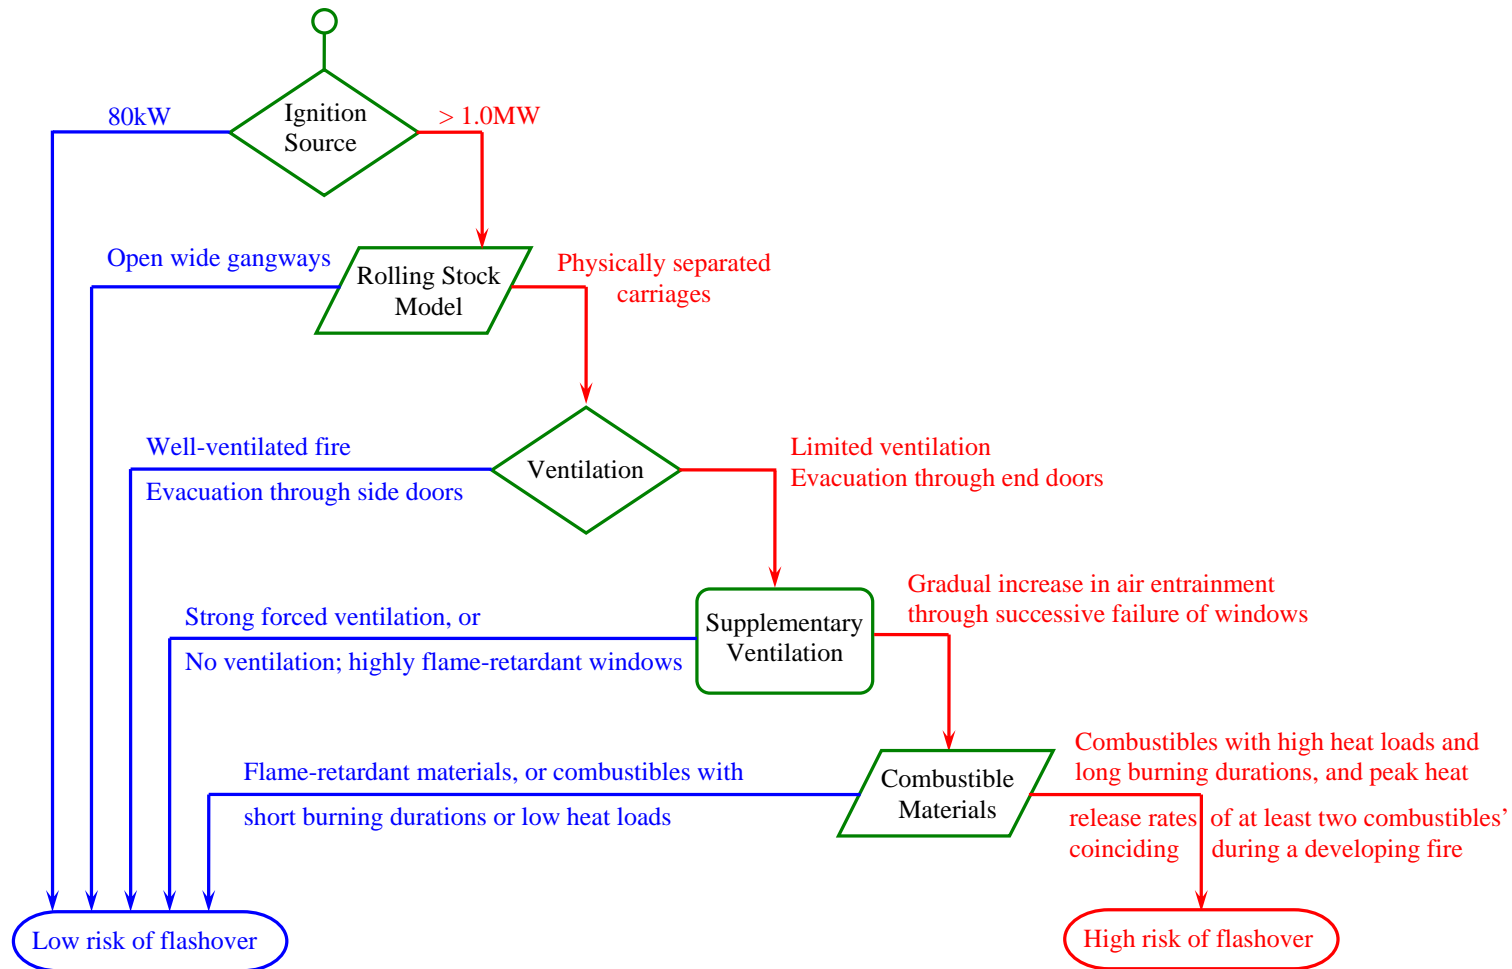 Ignition
Source
80kW
> 1.0MW
Open wide gangways
Rolling Stock
Model
Physically separated
carriages
Well-ventilated fire
Evacuation through side doors
Ventilation
Limited ventilation
Evacuation through end doors
Strong forced ventilation, or
No ventilation; highly flame-retardant windows
Supplementary
Ventilation
Gradual increase in air entrainment
through successive failure of windows
Flame-retardant materials, or combustibles with
short burning durations or low heat loads
Combustible
Materials
Combustibles with high heat loads and
long burning durations, and peak heat
release rates of at least two combustibles’
coinciding during a developing fire
Low risk of flashover
High risk of flashover